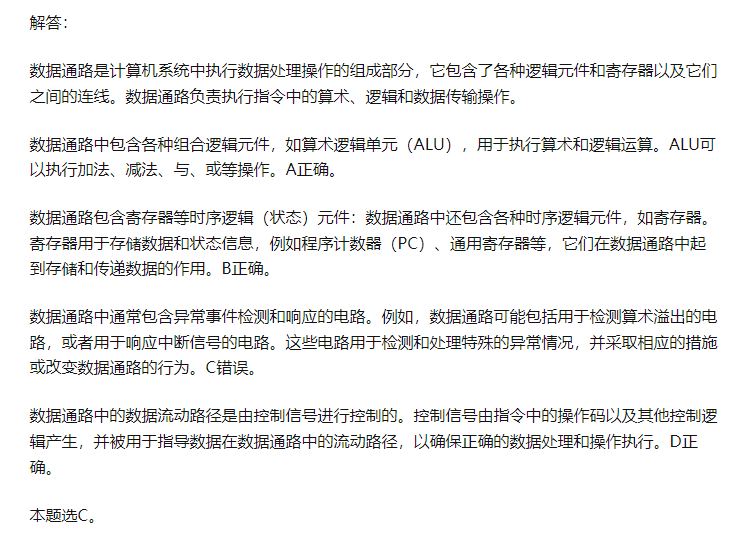 解答：
数据通路是计算机系统中执行数据处理操作的组成部分，它包含了各种逻辑元件和寄存器以及它们
之间的连线。数据通路负责执行指令中的算术、逻辑和数据传输操作。
数据通路中包含各种组合逻辑元件，如算术逻辑单元（ALU），用于执行算术和逻辑运算。ALU可
以执行加法、减法、与、或等操作。A正确。
数据通路包含寄存器等时序逻辑（状态）元件：数据通路中还包含各种时序逻辑元件，如寄存器。
寄存器用于存储数据和状态信息，例如程序计数器（PC）、通用寄存器等，它们在数据通路中起
到存储和传递数据的作用。B正确。
数据通路中通常包含异常事件检测和响应的电路。例如，数据通路可能包括用于检测算术溢出的电
路，或者用于响应中断信号的电路。这些电路用于检测和处理特殊的异常情况，并采取相应的措施
或改变数据通路的行为。C错误。
数据通路中的数据流动路径是由控制信号进行控制的。控制信号由指令中的操作码以及其他控制逻
辑产生，并被用于指导数据在数据通路中的流动路径，以确保正确的数据处理和操作执行。D正
确。
本题选C。